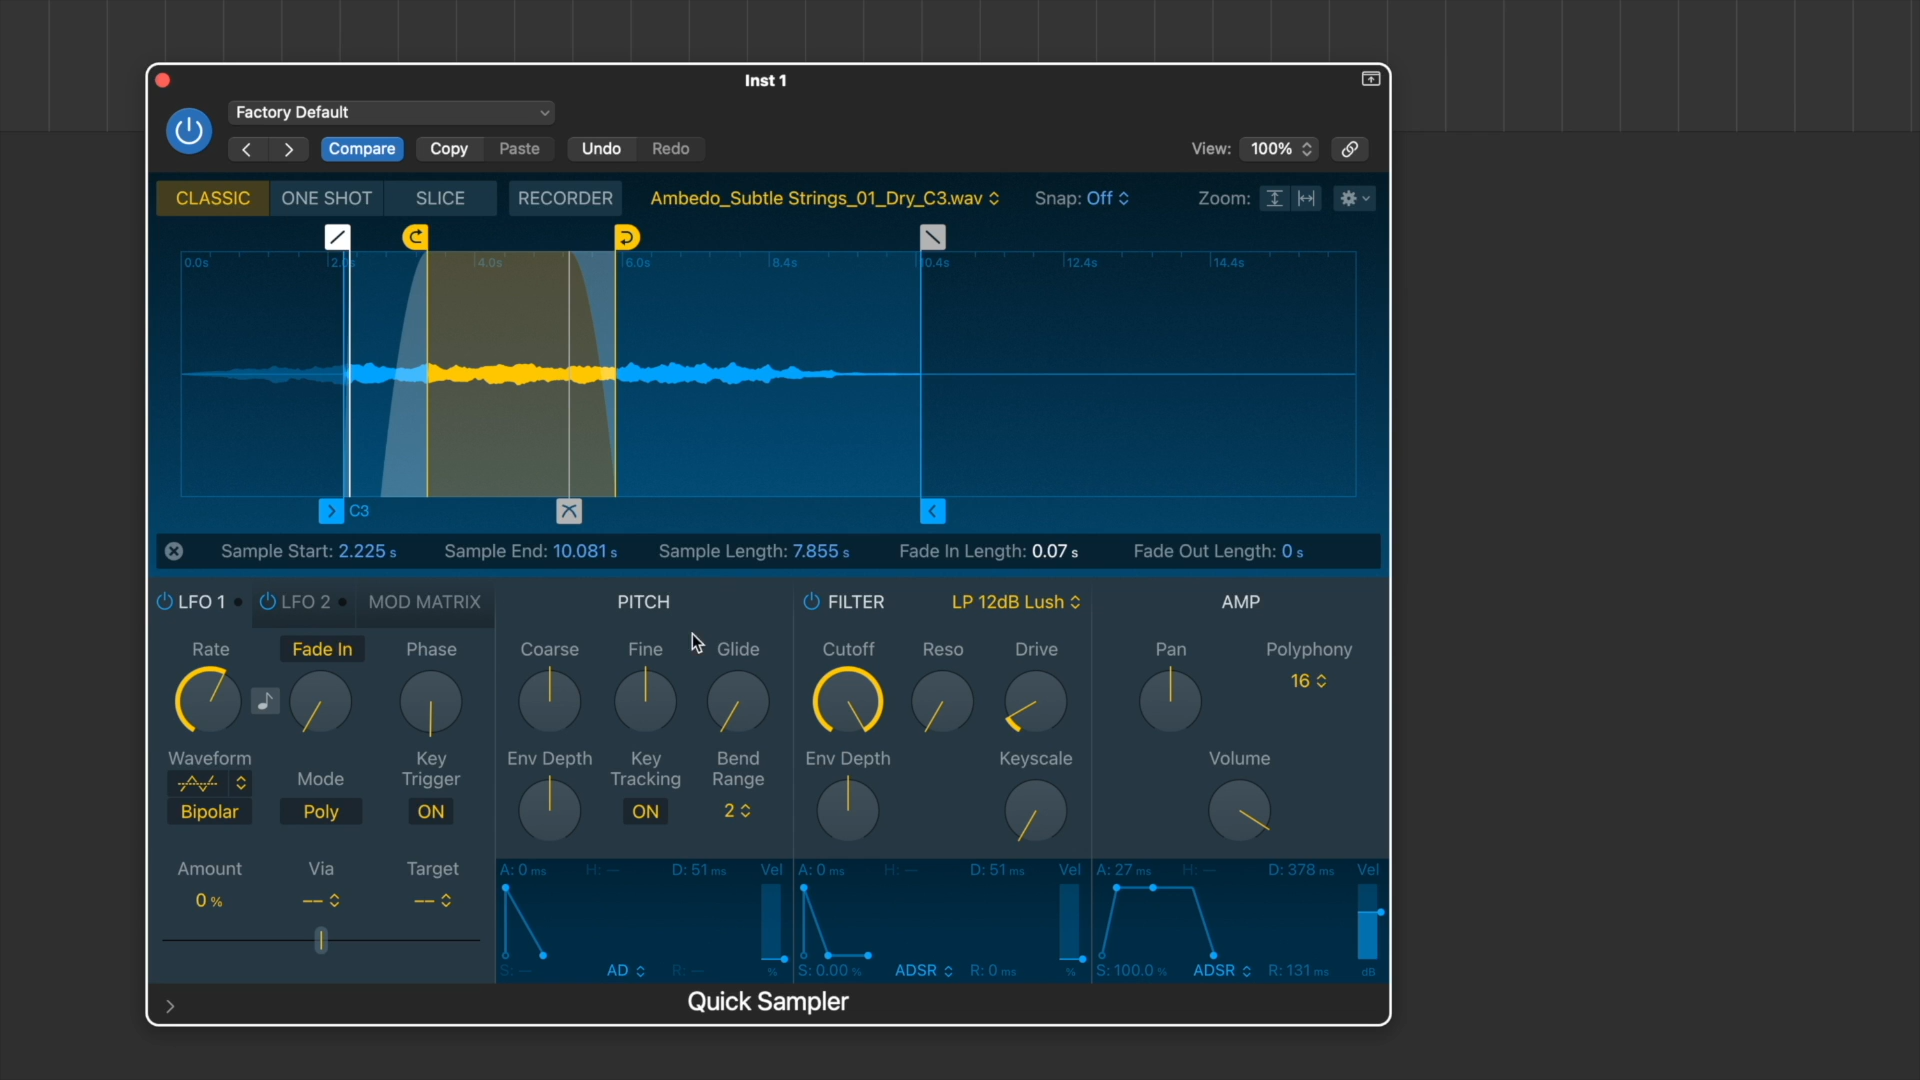 Inst 1
Factory Default
Compare Copy Paste Undo Redo View: 100%
CLASSIC ONE SHOT SLICE RECORDER Ambedo_Subtle Strings_01_Dry_C3.wav Snap: Off Zoom:
0.0s 2.0s 4.0s 6.0s 8.4s 10.4s 12.4s 14.4s
C3
Sample Start: 2.225 s Sample End: 10.081 s Sample Length: 7.855 s Fade In Length: 0.07 s Fade Out Length: 0 s
LFO 1 LFO 2 MOD MATRIX PITCH FILTER LP 12dB Lush AMP
Rate Fade In Phase Coarse Fine Glide Cutoff Reso Drive Pan Polyphony
16
Waveform Key Env Depth Key Bend Env Depth Keyscale Volume
Mode Trigger Tracking Range
Bipolar Poly ON ON 2
Amount Via Target A: 0 ms H: — D: 51 ms Vel A: 0 ms H: — D: 51 ms Vel A: 27 ms H: — D: 378 ms Vel
0 % -- --
S: — AD R: — % S: 0.00 % ADSR R: 0 ms % S: 100.0 % ADSR R: 131 ms dB
Quick Sampler